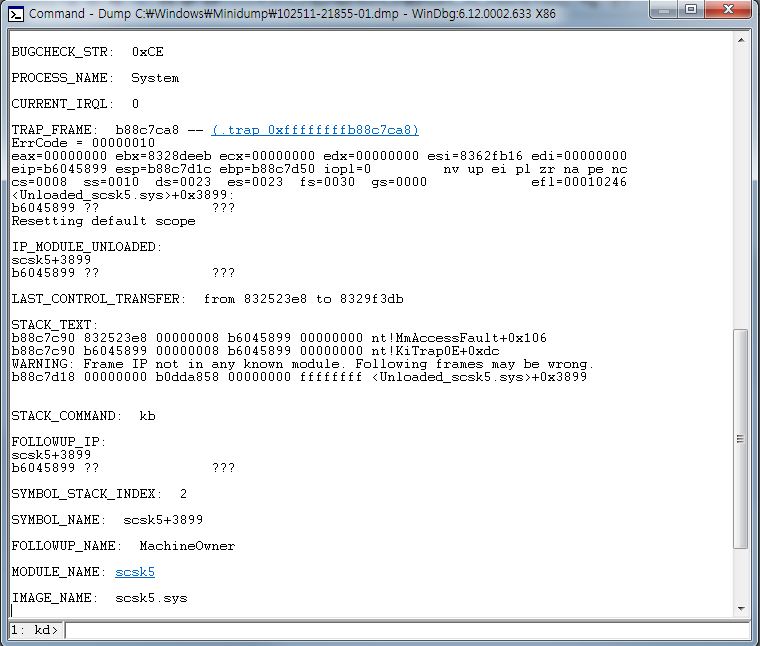 Command - Dump C:₩Windows₩Minidump₩102511-21855-01.dmp - WinDbg:6.12.0002.633 X86
BUGCHECK_STR:  0xCE
PROCESS_NAME:  System
CURRENT_IRQL:  0
TRAP_FRAME:  b88c7ca8 -- (.trap 0xffffffffb88c7ca8)
ErrCode = 00000010
eax=00000000 ebx=8328deeb ecx=00000000 edx=00000000 esi=8362fb16 edi=00000000
eip=b6045899 esp=b88c7d1c ebp=b88c7d50 iopl=0         nv up ei pl zr na pe nc
cs=0008  ss=0010  ds=0023  es=0023  fs=0030  gs=0000             efl=00010246
<Unloaded_scsk5.sys>+0x3899:
b6045899 ??              ???
Resetting default scope
IP_MODULE_UNLOADED:
scsk5+3899
b6045899 ??              ???
LAST_CONTROL_TRANSFER:  from 832523e8 to 8329f3db
STACK_TEXT:
b88c7c90 832523e8 00000008 b6045899 00000000 nt!MmAccessFault+0x106
b88c7c90 b6045899 00000008 b6045899 00000000 nt!KiTrap0E+0xdc
WARNING: Frame IP not in any known module. Following frames may be wrong.
b88c7d18 00000000 b0dda858 00000000 ffffffff <Unloaded_scsk5.sys>+0x3899
STACK_COMMAND:  kb
FOLLOWUP_IP:
scsk5+3899
b6045899 ??              ???
SYMBOL_STACK_INDEX:  2
SYMBOL_NAME:  scsk5+3899
FOLLOWUP_NAME:  MachineOwner
MODULE_NAME: scsk5
IMAGE_NAME:  scsk5.sys
1: kd>